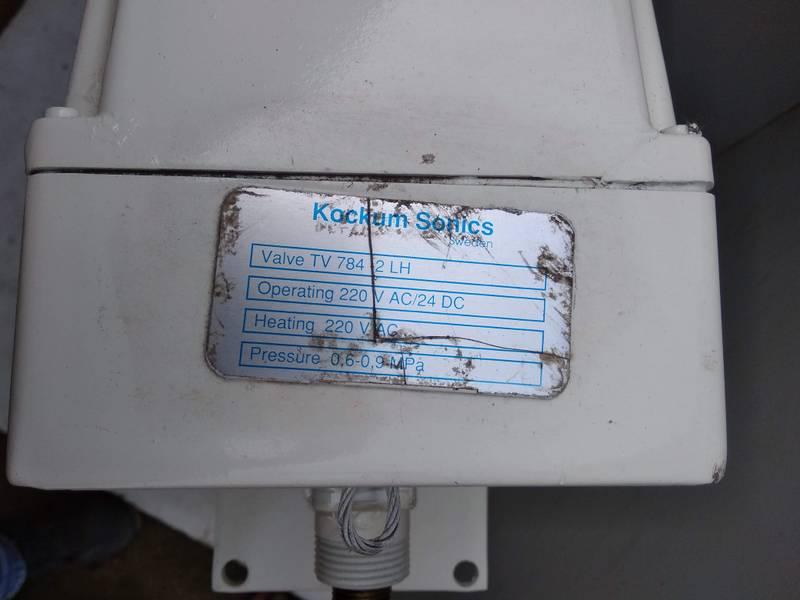 Kockum Sonics
Sweden
Valve TV 784 2 LH
Operating 220 V AC/24 DC
Heating 220 V AC
Pressure 0,6-0,9 MPa